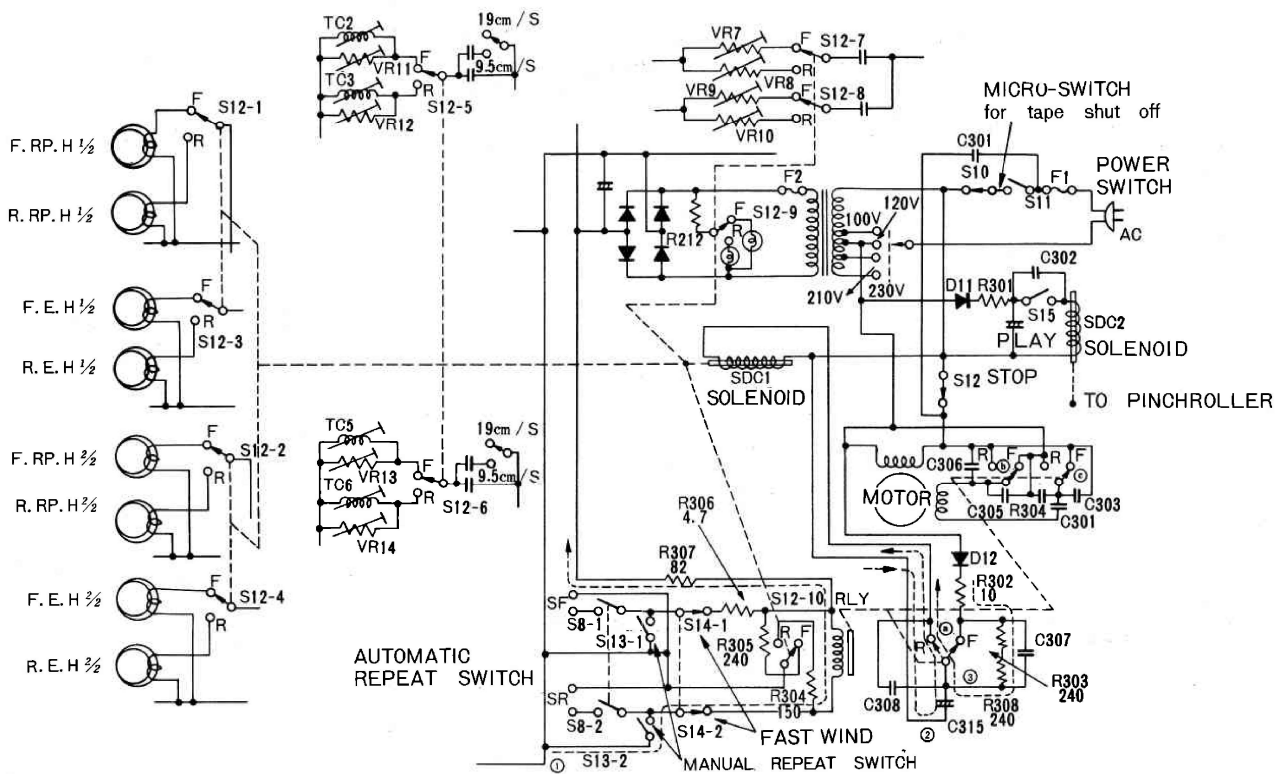 F. RP. H 1/2
R. RP. H 1/2
F. E. H 1/2
R. E. H 1/2
F. RP. H 2/2
R. RP. H 2/2
F. E. H 2/2
R. E. H 2/2
F
S12-1
R
F
R
S12-3
F
S12-2
R
F
S12-4
R
TC2
VR11
TC3
VR12
F
R
S12-5
19cm/S
9.5cm/S
TC5
VR13
TC6
VR14
F
R
S12-6
19cm/S
9.5cm/S
VR7
F
S12-7
R
VR8
VR9
F
S12-8
VR10
R
MICRO-SWITCH
for tape shut off
C301
S10
S11
F1
POWER
SWITCH
AC
F2
S12-9
F
R
R212
100V
120V
210V
230V
D11
R301
C302
S15
PLAY
SDC2
SOLENOID
STOP
S12
TO PINCHROLLER
SDC1
SOLENOID
MOTOR
C306
R
b
F
R
F
c
C305
R304
C301
C303
D12
R302
10
C307
R303
240
R308
240
R
a
F
3
C308
C315
2
R306
4.7
R307
82
S12-10
RLY
R305
240
R
F
R304
150
SF
S8-1
S13-1
S14-1
SR
S8-2
S13-2
S14-2
AUTOMATIC
REPEAT SWITCH
FAST WIND
MANUAL REPEAT SWITCH
1